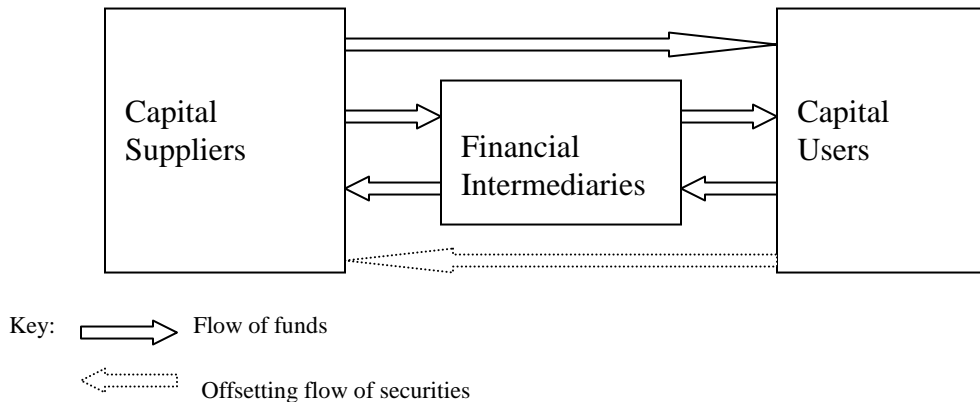 Capital
Suppliers
Financial
Intermediaries
Capital
Users
Key:
Flow of funds
Offsetting flow of securities